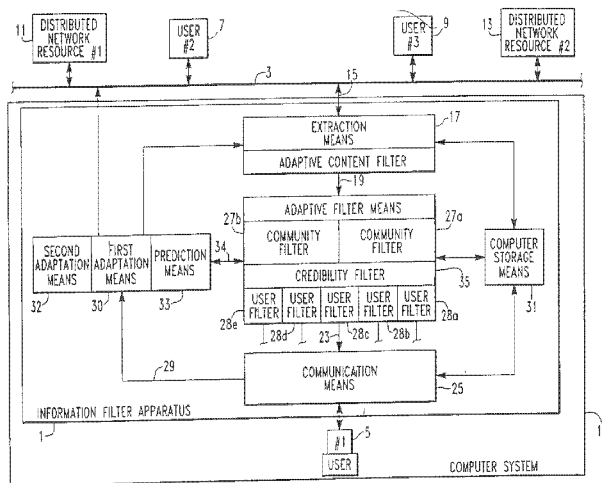 11
DISTRIBUTED
NETWORK
RESOURCE #1
USER
#2
7
USER
#3
9
13
DISTRIBUTED
NETWORK
RESOURCE #2
3
15
EXTRACTION
MEANS
17
ADAPTIVE CONTENT FILTER
19
27b
ADAPTIVE FILTER MEANS
27a
COMMUNITY
FILTER
COMMUNITY
FILTER
SECOND
ADAPTATION
MEANS
FIRST
ADAPTATION
MEANS
PREDICTION
MEANS
34
CREDIBILITY FILTER
35
COMPUTER
STORAGE
MEANS
32
30
33
31
USER
FILTER
USER
FILTER
USER
FILTER
USER
FILTER
USER
FILTER
28e
28d
23
28c
28b
28a
29
COMMUNICATION
MEANS
25
INFORMATION FILTER APPARATUS
1
5
#1
USER
COMPUTER SYSTEM
1